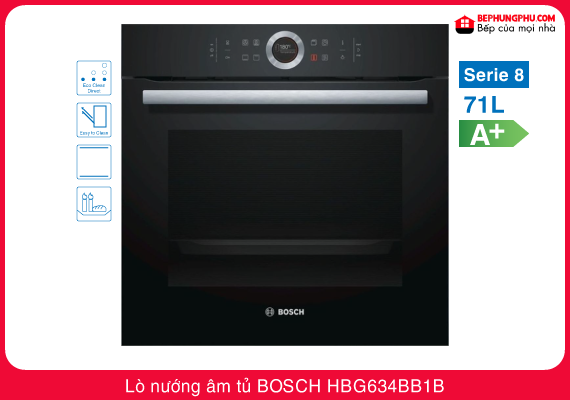 BEPHUNGPHU.COM
Bếp của mọi nhà
Eco Clean
Direct
Easy to Clean
Serie 8
71L
A+
BOSCH
Lò nướng âm tủ BOSCH HBG634BB1B